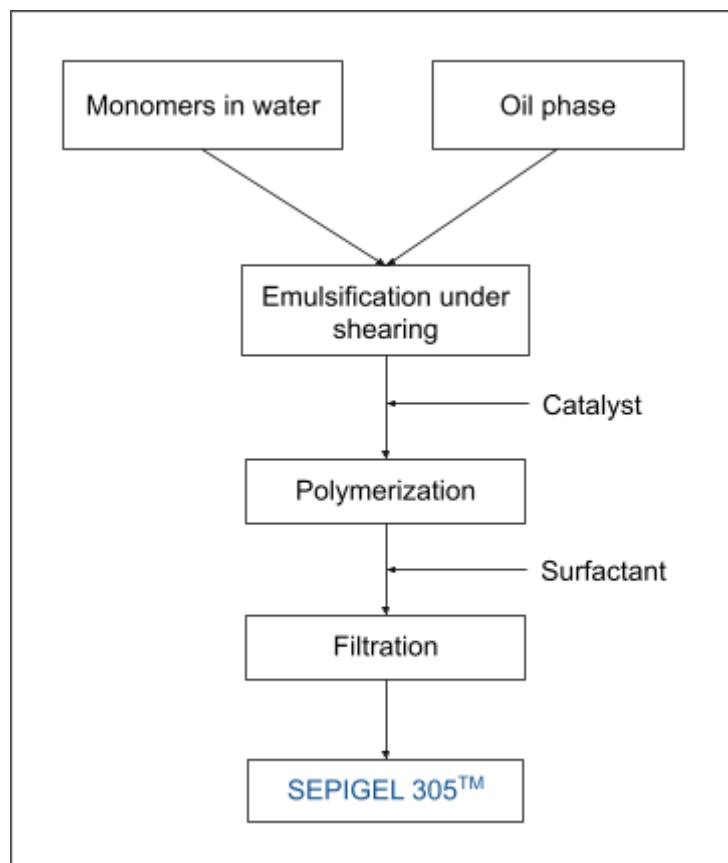 Monomers in water
Oil phase
Emulsification under
shearing
Catalyst
Polymerization
Surfactant
Filtration
SEPIGEL 305™